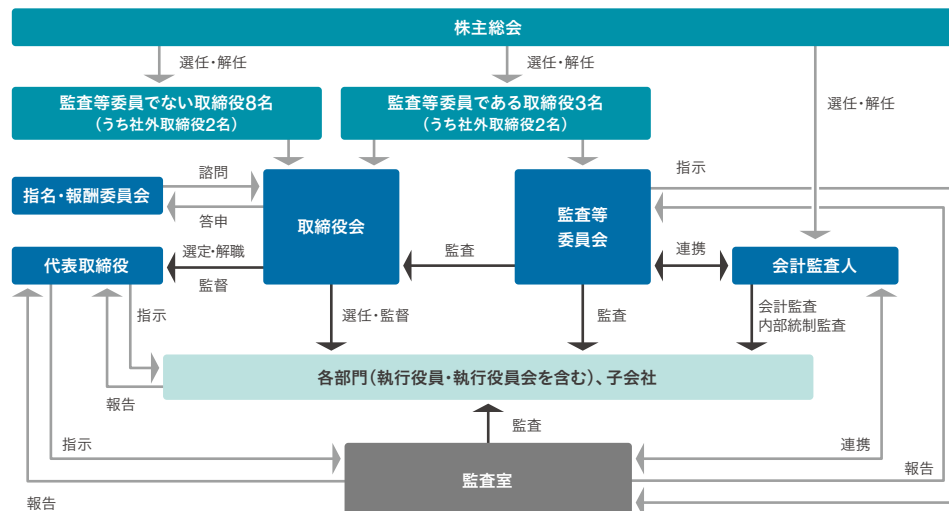 株主総会
選任・解任
選任・解任
選任・解任
監査等委員でない取締役8名
(うち社外取締役2名)
監査等委員である取締役3名
(うち社外取締役2名)
諮問
指示
指名・報酬委員会
答申
取締役会
監査等
委員会
代表取締役
選定・解職
監督
監査
連携
会計監査人
指示
選任・監督
監査
会計監査
内部統制監査
各部門(執行役員・執行役員会を含む)、子会社
報告
監査
指示
連携
監査室
報告
報告